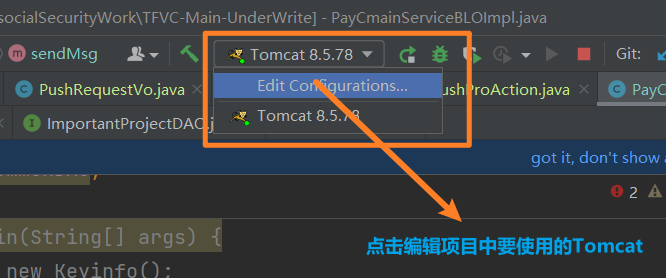 socialSecurityWork\TFVC-Main-UnderWrite] - PayCmainServiceBLOImpl.java
sendMsg Tomcat 8.5.78 Git:
PushRequestVo.java Edit Configurations... ushProAction.java PayC
ImportantProjectDAO.j Tomcat 8.5.78
got it, don't show a
2
in(String[] args) {
new Keyinfo();
点击编辑项目中要使用的Tomcat